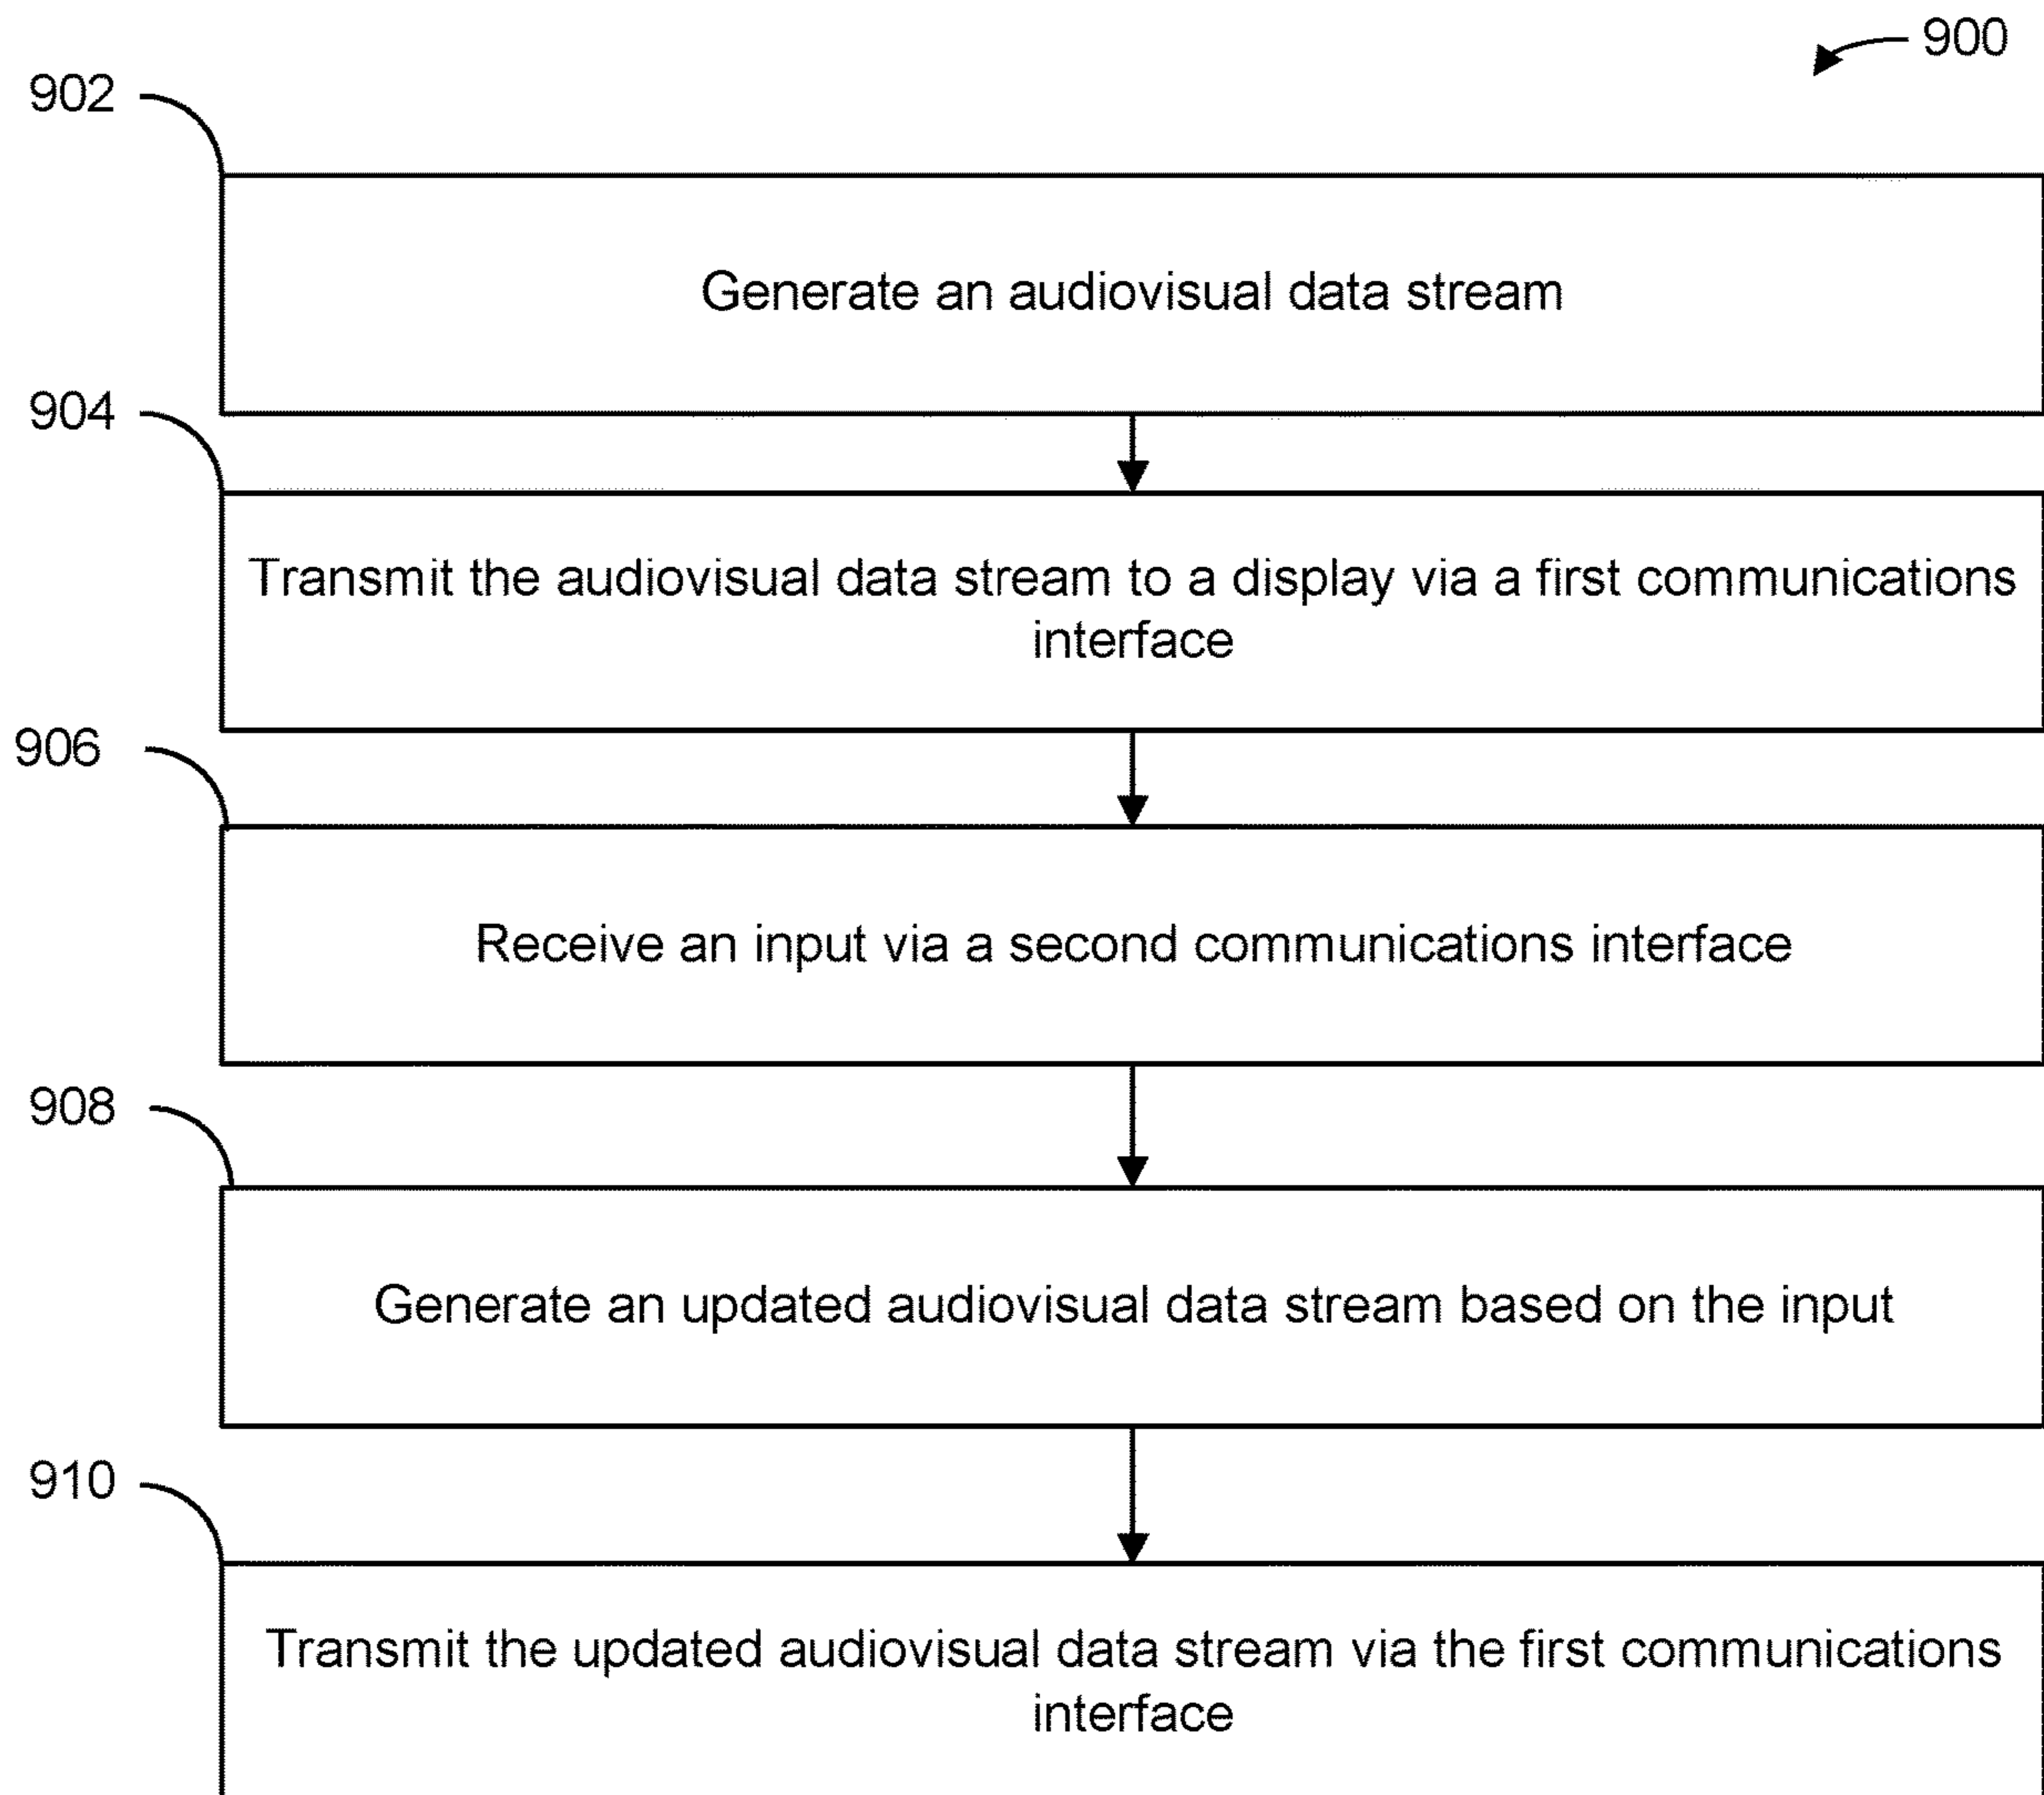 900
902
Generate an audiovisual data stream
904
Transmit the audiovisual data stream to a display via a first communications
interface
906
Receive an input via a second communications interface
908
Generate an updated audiovisual data stream based on the input
910
Transmit the updated audiovisual data stream via the first communications
interface